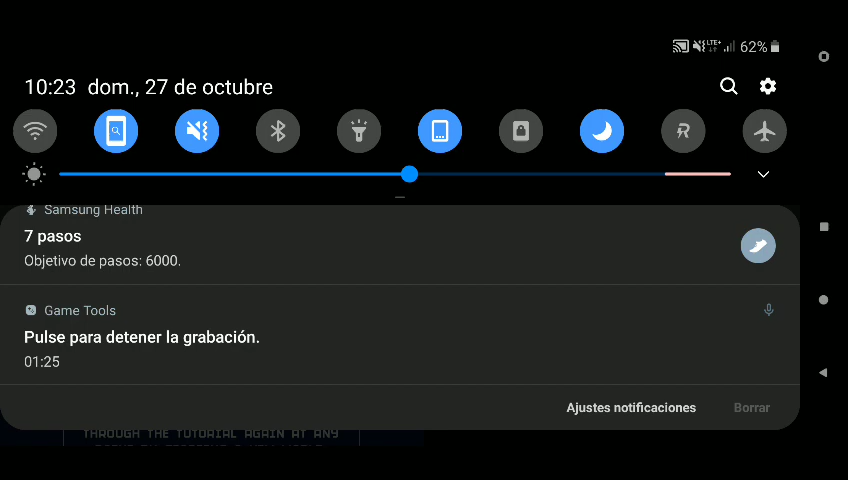 LTE+ 62%
10:23 dom., 27 de octubre
Samsung Health
7 pasos
Objetivo de pasos: 6000.
Game Tools
Pulse para detener la grabación.
01:25
Ajustes notificaciones Borrar
THROUGH THE TUTORIAL AGAIN AT ANY